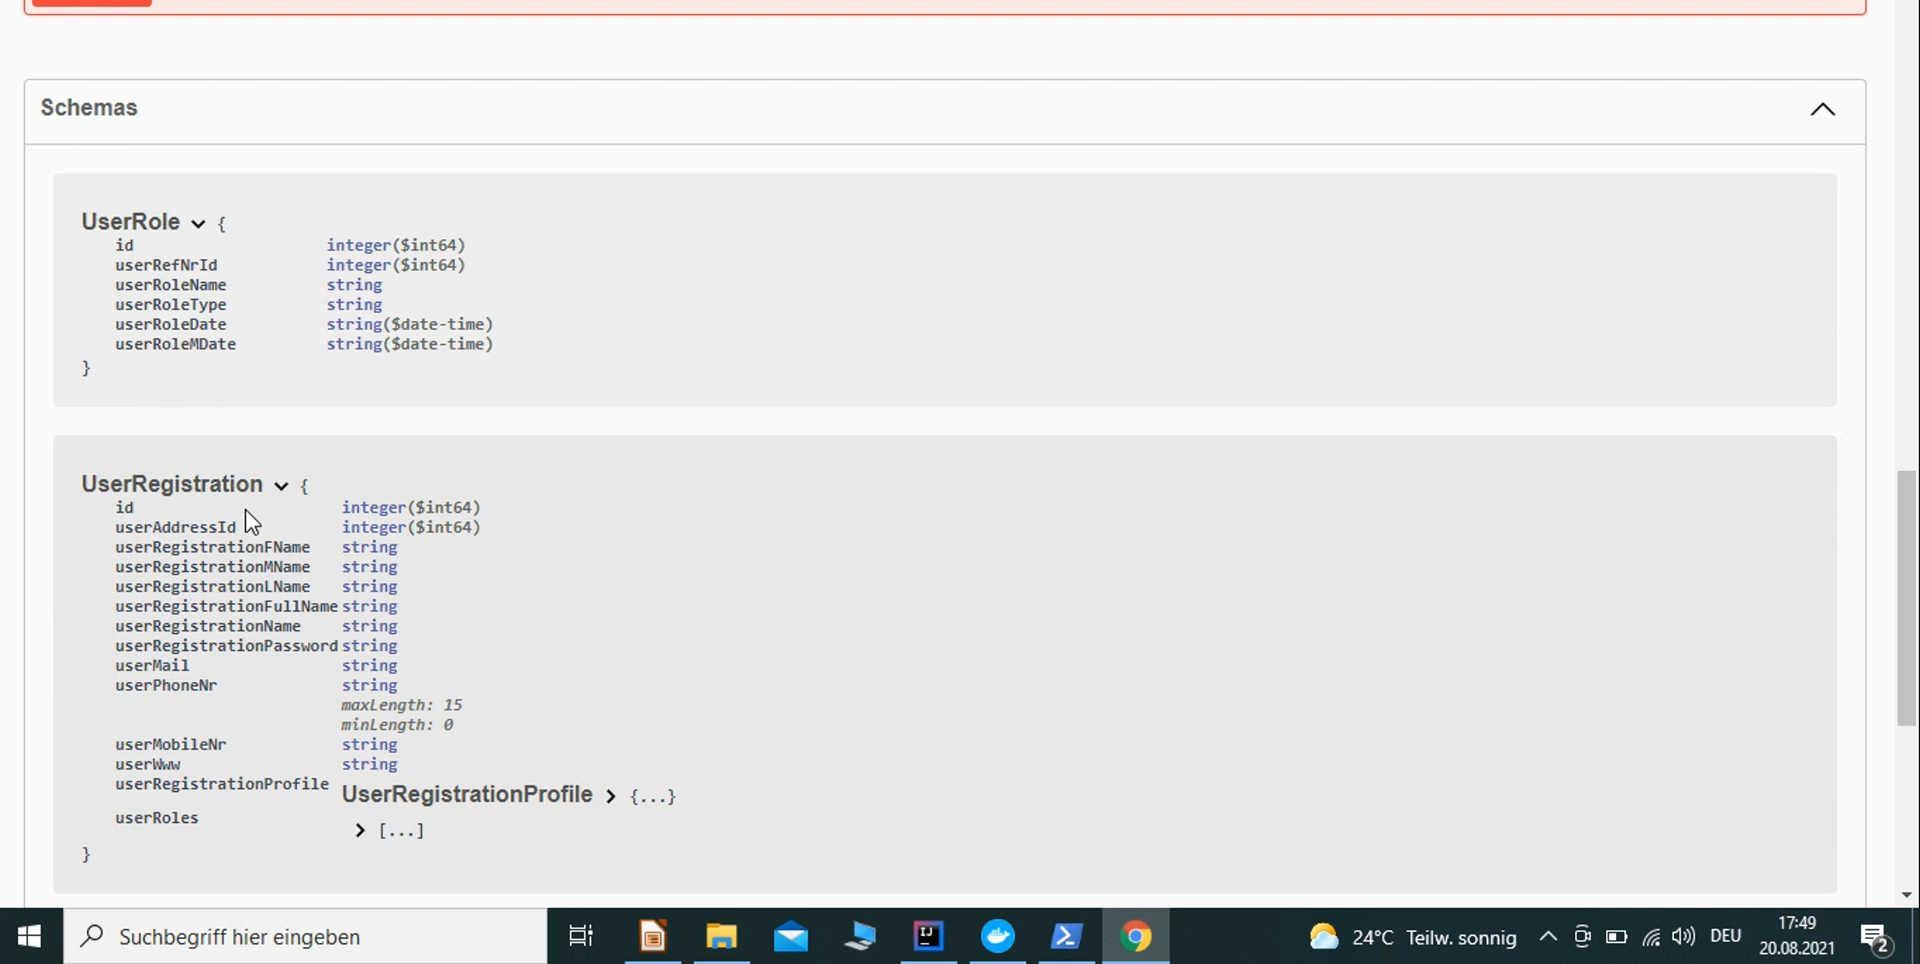 Schemas
UserRole {
id integer($int64)
userRefNrId integer($int64)
userRoleName string
userRoleType string
userRoleDate string($date-time)
userRoleMDate string($date-time)
}
UserRegistration {
id integer($int64)
userAddressId integer($int64)
userRegistrationFName string
userRegistrationMName string
userRegistrationLName string
userRegistrationFullName string
userRegistrationName string
userRegistrationPassword string
userMail string
userPhoneNr string
maxLength: 15
minLength: 0
userMobileNr string
userWww string
userRegistrationProfile UserRegistrationProfile > {...}
userRoles > [...]
}
Suchbegriff hier eingeben
IJ
24°C Teilw. sonnig
DEU
17:49
20.08.2021
2